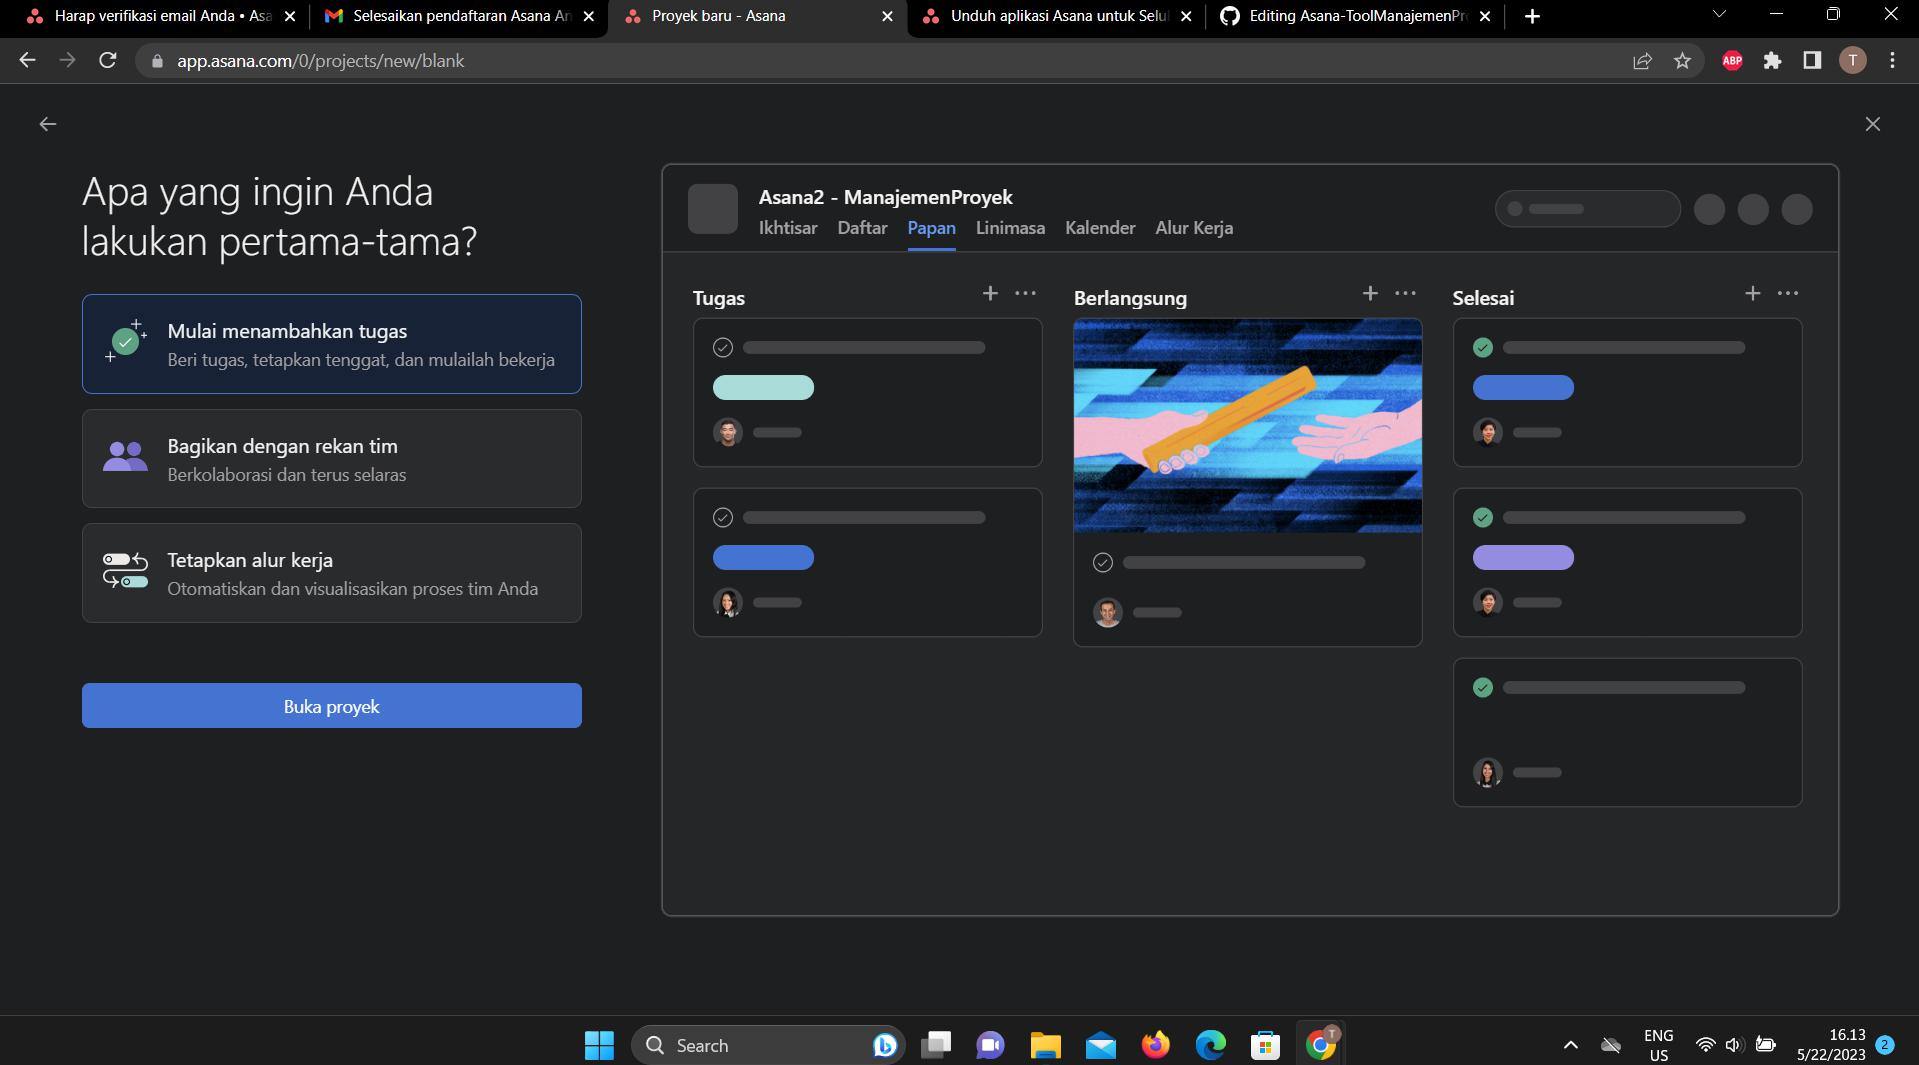 Harap verifikasi email Anda • Asa
Selesaikan pendaftaran Asana An
Proyek baru - Asana
Unduh aplikasi Asana untuk Selu
Editing Asana-ToolManajemenPr
app.asana.com/0/projects/new/blank
ABP
T
Apa yang ingin Anda
lakukan pertama-tama?
Mulai menambahkan tugas
Beri tugas, tetapkan tenggat, dan mulailah bekerja
Bagikan dengan rekan tim
Berkolaborasi dan terus selaras
Tetapkan alur kerja
Otomatiskan dan visualisasikan proses tim Anda
Buka proyek
Asana2 - ManajemenProyek
Ikhtisar Daftar Papan Linimasa Kalender Alur Kerja
Tugas
Berlangsung
Selesai
Search
T
ENG
US
16.13
5/22/2023
2